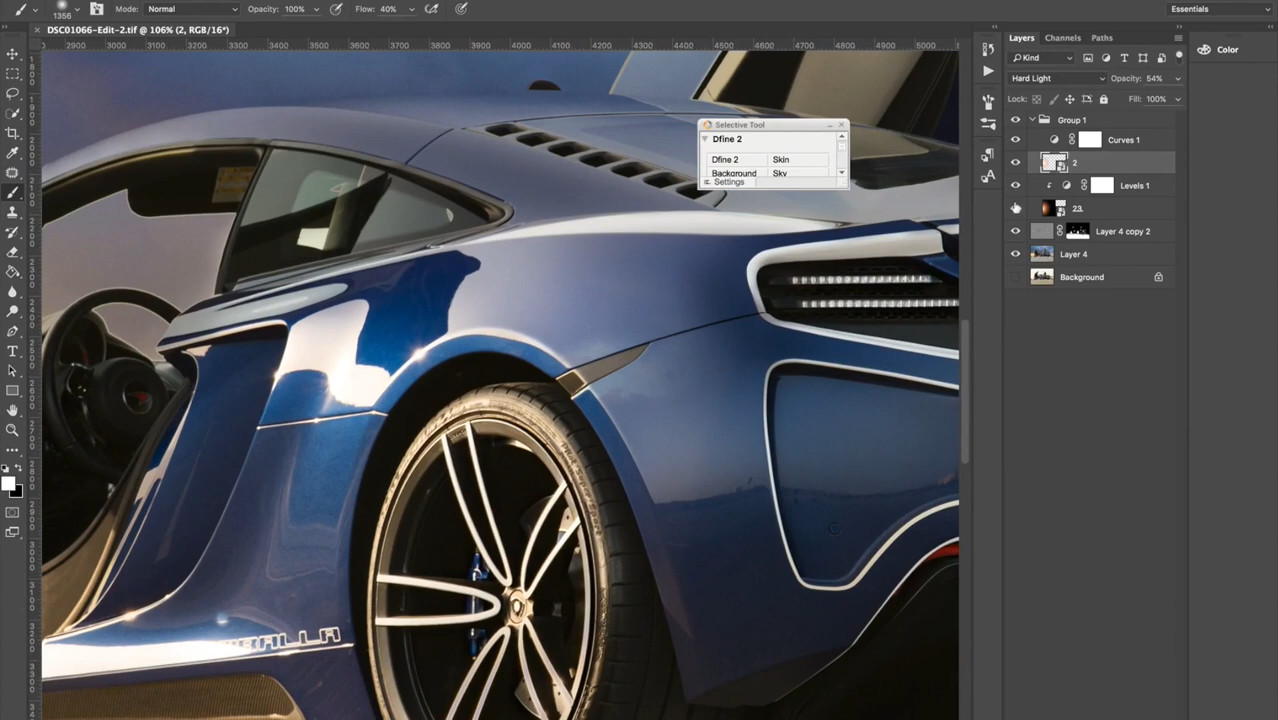 Mode: Normal Opacity: 100% Flow: 40% Essentials
1356
× DSC01066-Edit-2.tif @ 106% (2, RGB/16*)
2900 3000 3100 3200 3300 3400 3500 3600 3700 3800 3900 4000 4100 4200 4300 4400 4500 4600 4700 4800 4900 5000
Layers Channels Paths
Color
Kind
Hard Light Opacity: 54%
Lock: Fill: 100%
Group 1
Curves 1
2
Levels 1
23.
Layer 4 copy 2
Layer 4
Background
Selective Tool
Dfine 2
Dfine 2 Skin
Background Sky
Settings